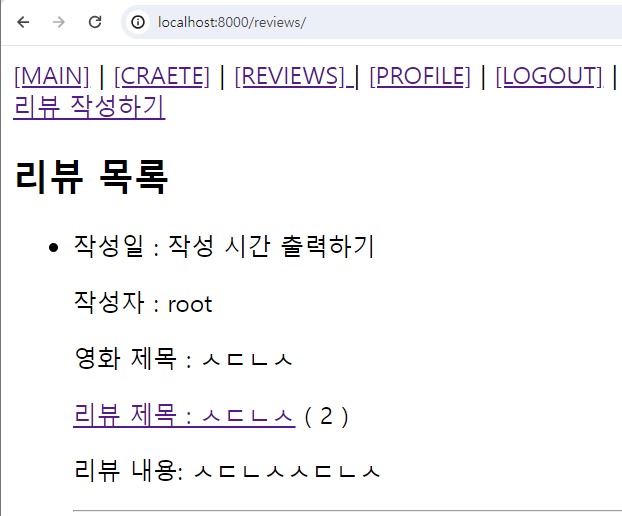 localhost:8000/reviews/
[MAIN] | [CRAETE] | [REVIEWS] | [PROFILE] | [LOGOUT] |
리뷰 작성하기
리뷰 목록
• 작성일 : 작성 시간 출력하기
작성자 : root
영화 제목 : ㅅㄷㄴㅅ
리뷰 제목 : ㅅㄷㄴㅅ ( 2 )
리뷰 내용: ㅅㄷㄴㅅㅅㄷㄴㅅ